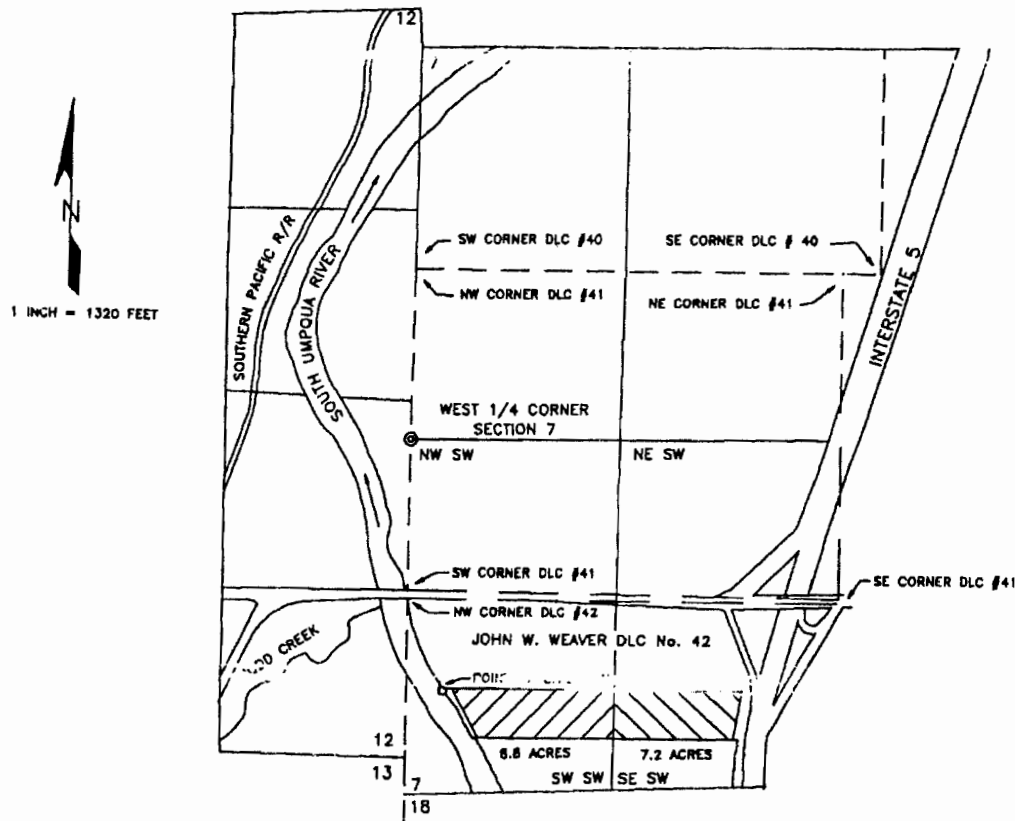 12
N
1 INCH = 1320 FEET
SOUTHERN PACIFIC R/R
SOUTH UMPQUA RIVER
SW CORNER DLC #40
SE CORNER DLC # 40
NW CORNER DLC #41
NE CORNER DLC #41
INTERSTATE 5
WEST 1/4 CORNER
SECTION 7
NW SW
NE SW
SW CORNER DLC #41
SE CORNER DLC #41
NW CORNER DLC #42
JOHN W. WEAVER DLC No. 42
CREEK
12
13
7
18
6.8 ACRES
7.2 ACRES
SW SW
SE SW